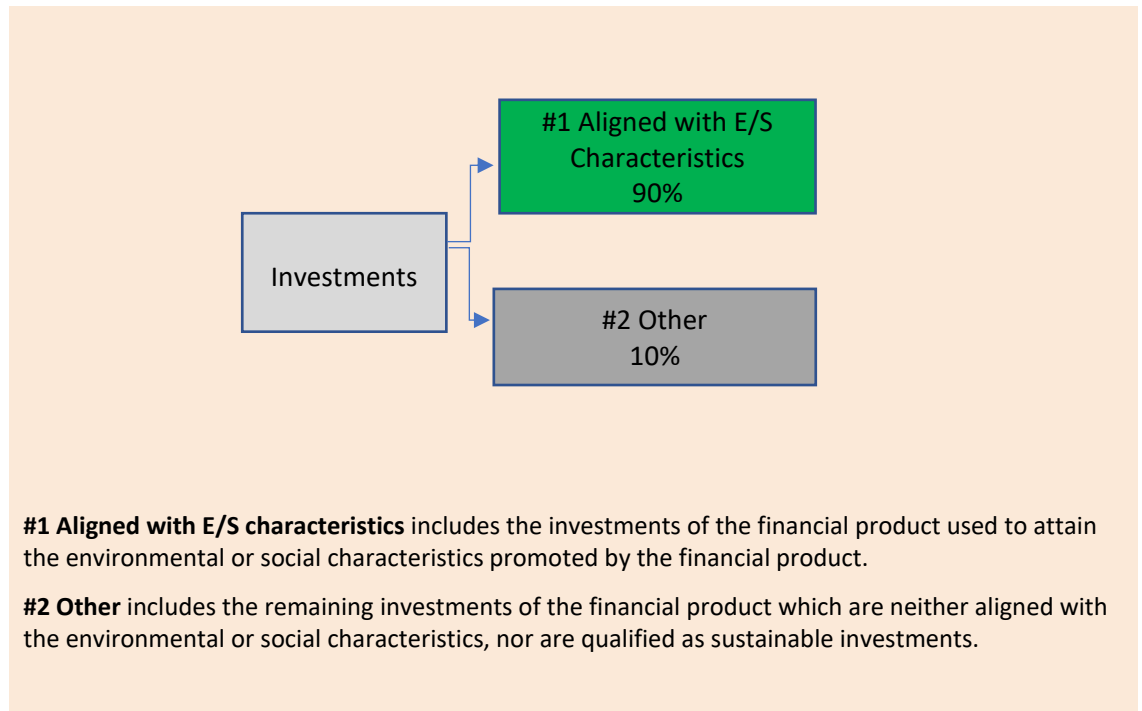 #1 Aligned with E/S
Characteristics
90%
Investments
#2 Other
10%
#1 Aligned with E/S characteristics includes the investments of the financial product used to attain
the environmental or social characteristics promoted by the financial product.
#2 Other includes the remaining investments of the financial product which are neither aligned with
the environmental or social characteristics, nor are qualified as sustainable investments.